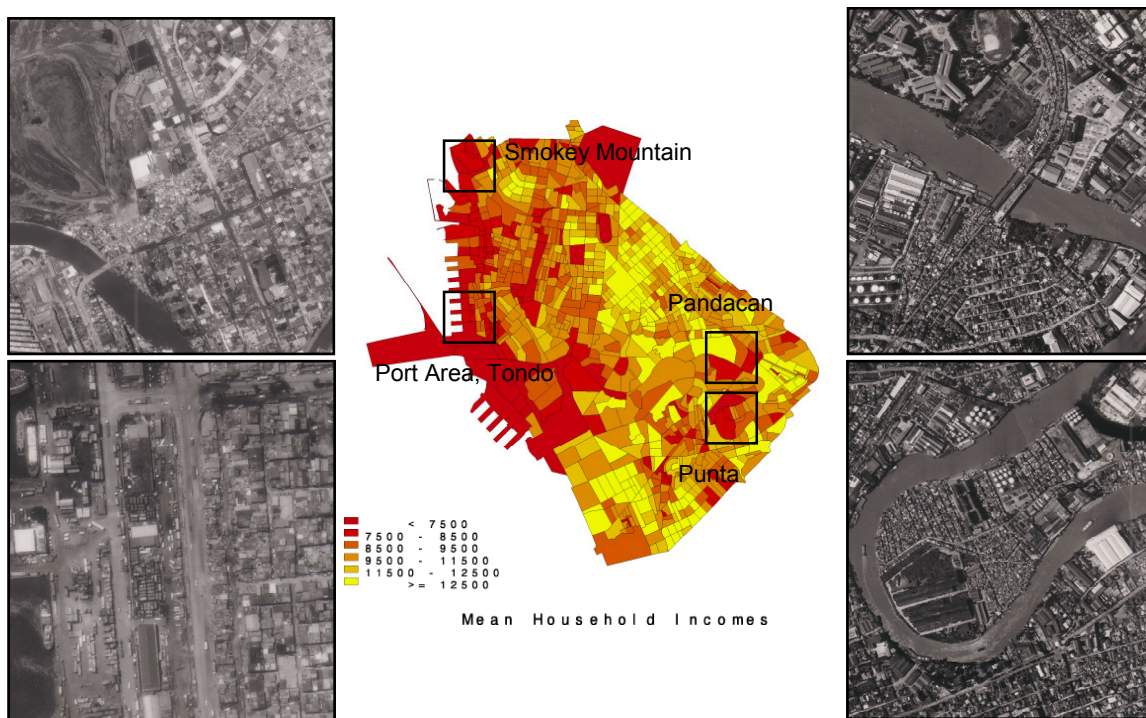 Smokey Mountain
Pandacan
Port Area, Tondo
Punta
< 7500
7500 - 8500
8500 - 9500
9500 - 11500
11500 - 12500
>= 12500
Mean Household Incomes